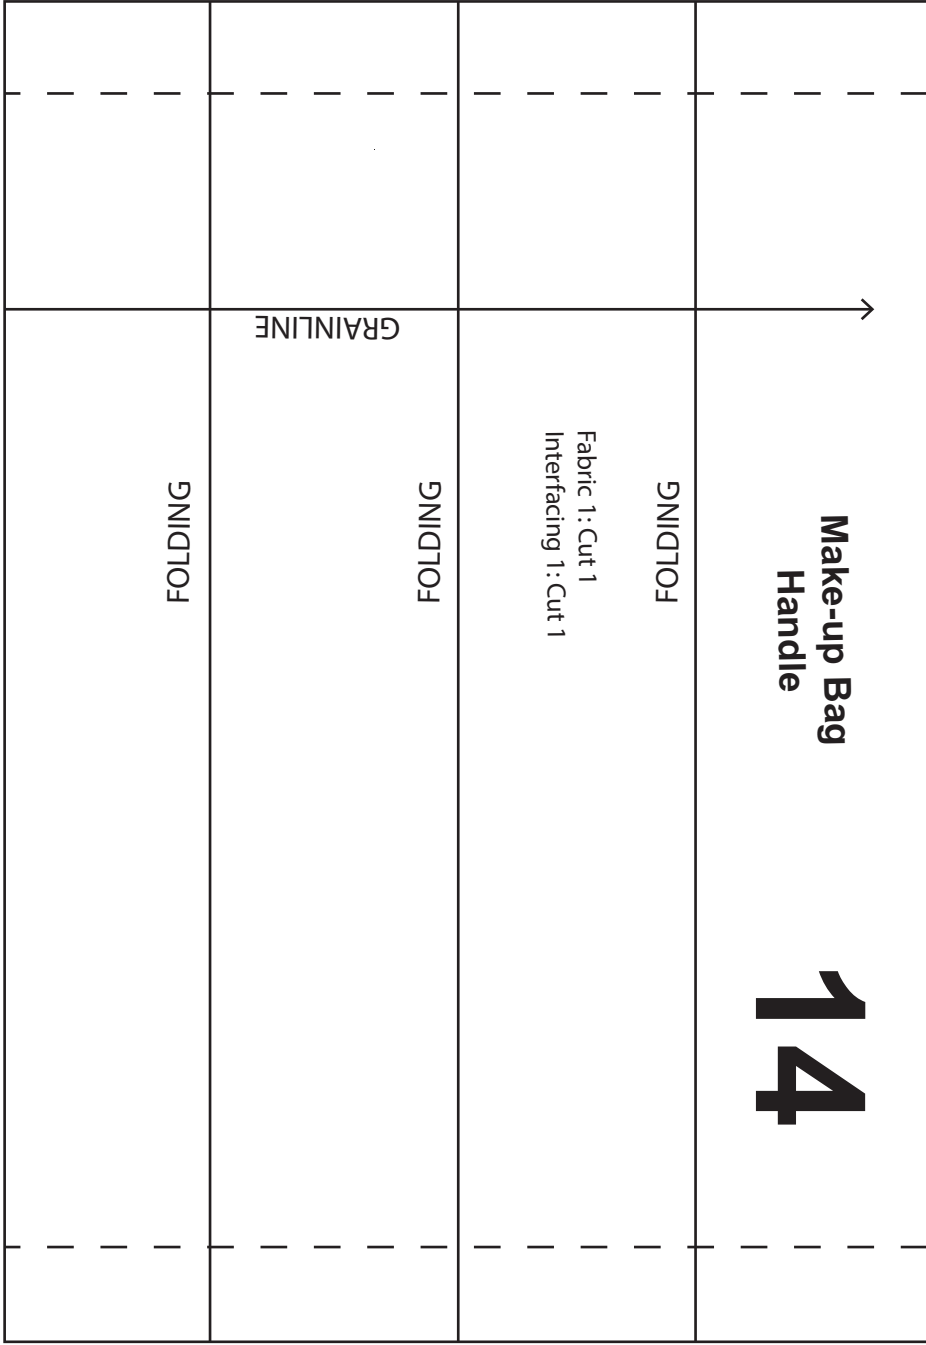 Make-up Bag
Handle
14
Fabric 1: Cut 1
Interfacing 1: Cut 1
FOLDING
FOLDING
FOLDING
GRAINLINE